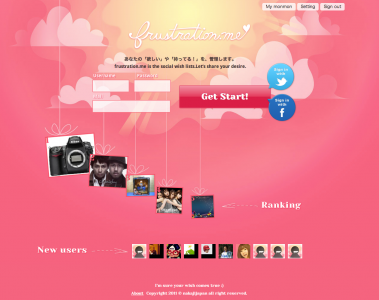 My monmon Setting Sign out
frustration.me
あなたの「欲しい」や「持ってる！」を、管理します。
frustration.me is the social wish lists.Let's share your desire.
Username Password
Sign in with
Get Start!
Sign in with
Ranking
New users
I'm sure your wish comes true :)
About Copyright 2011 © nakajijapan all right reserved.